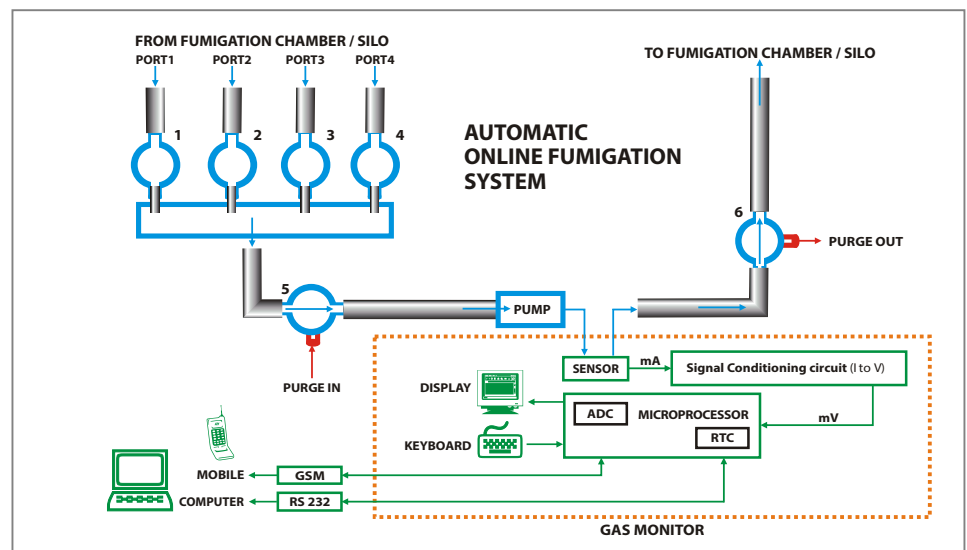 FROM FUMIGATION CHAMBER / SILO
PORT1 PORT2 PORT3 PORT4
TO FUMIGATION CHAMBER / SILO
1 2 3 4
AUTOMATIC
ONLINE FUMIGATION
SYSTEM
6
PURGE OUT
5
PUMP
PURGE IN
SENSOR
mA
Signal Conditioning circuit (I to V)
DISPLAY
ADC
MICROPROCESSOR
mV
RTC
KEYBOARD
MOBILE
GSM
COMPUTER
RS 232
GAS MONITOR